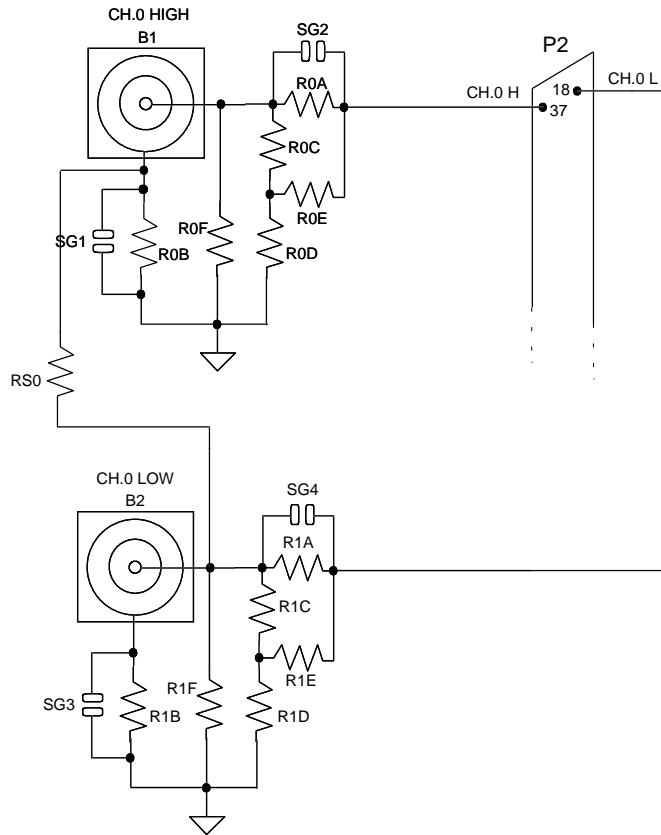 CH.0 HIGH
B1
SG2
P2
R0A
CH.0 H
18
CH.0 L
37
R0C
R0E
SG1
R0B
R0F
R0D
RS0
CH.0 LOW
B2
SG4
R1A
R1C
R1E
SG3
R1B
R1F
R1D